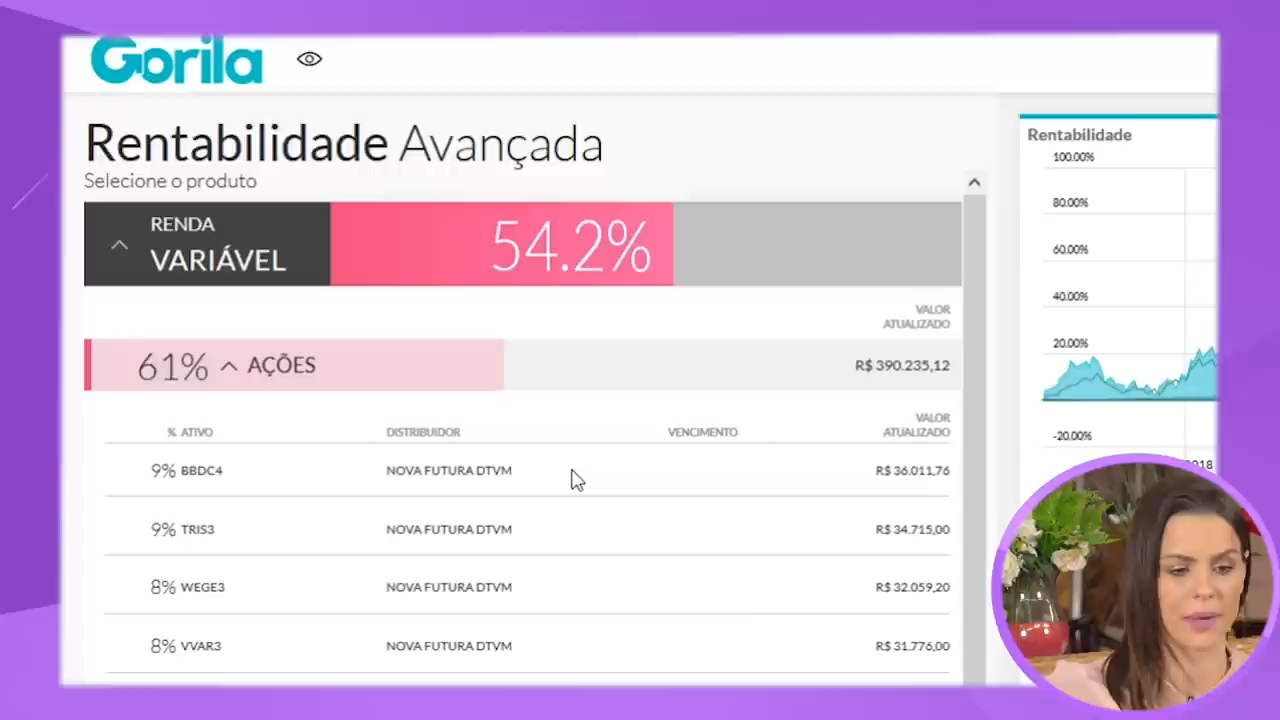 Gorila
Rentabilidade Avançada
Selecione o produto
RENDA
VARIÁVEL
54.2%
VALOR
ATUALIZADO
61% AÇÕES R$ 390.235,12
% ATIVO DISTRIBUIDOR VENCIMENTO VALOR
ATUALIZADO
9% BBDC4 NOVA FUTURA DTVM R$ 36.011,76
9% TRIS3 NOVA FUTURA DTVM R$ 34.715,00
8% WEGE3 NOVA FUTURA DTVM R$ 32.059,20
8% VVAR3 NOVA FUTURA DTVM R$ 31.776,00
Rentabilidade
100.00%
80.00%
60.00%
40.00%
20.00%
-20.00%
2018